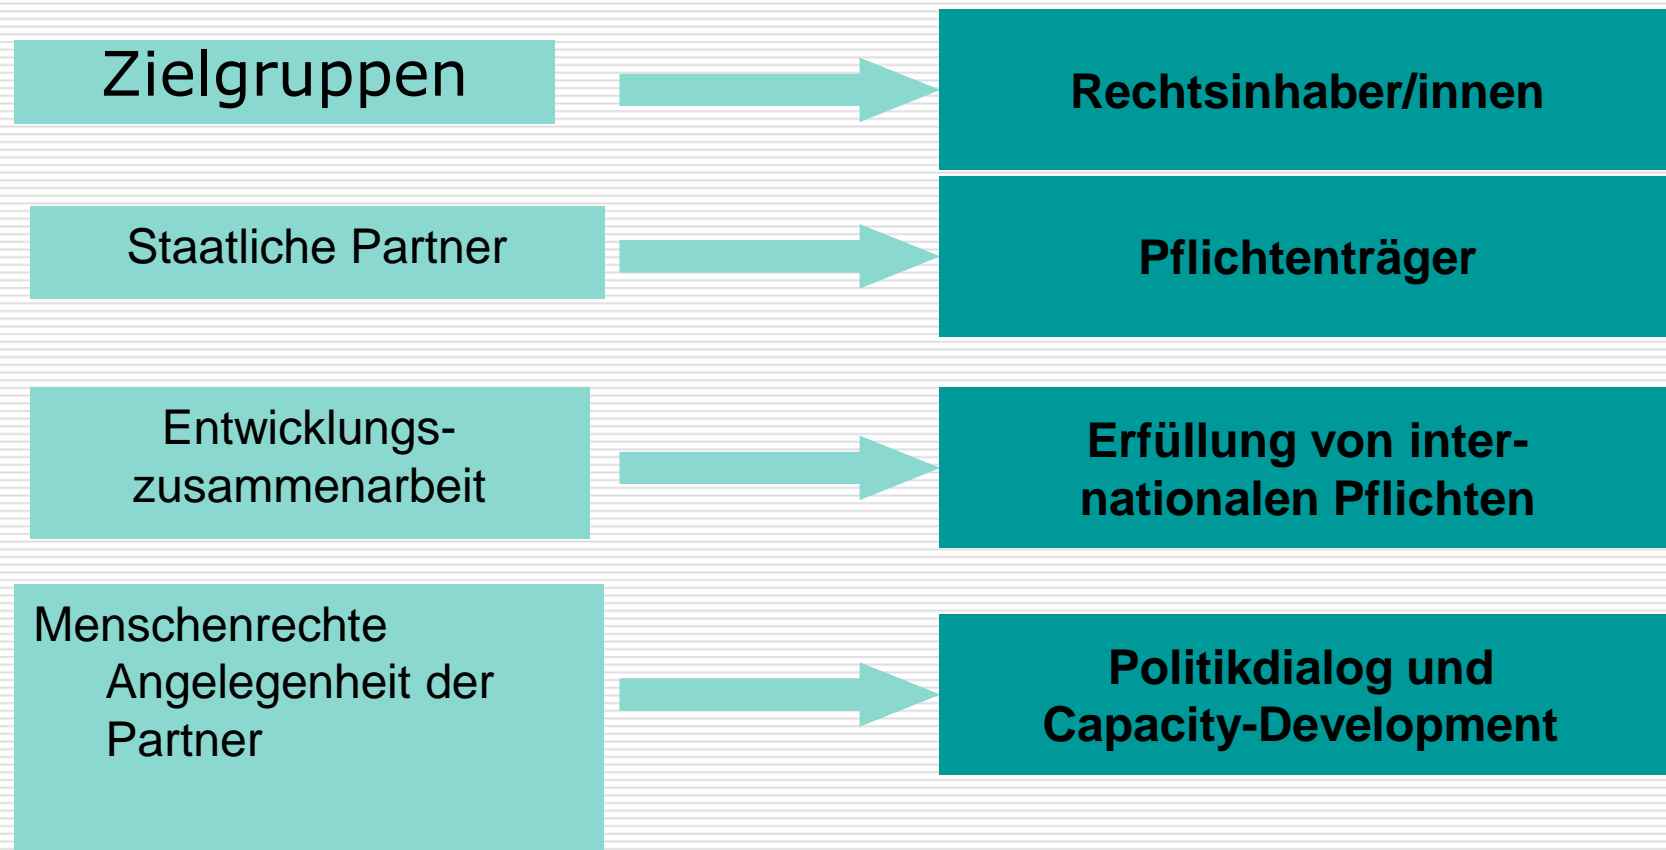 Zielgruppen
Rechtsinhaber/innen
Staatliche Partner
Pflichtenträger
Entwicklungs-
zusammenarbeit
Erfüllung von inter-
nationalen Pflichten
Menschenrechte
Angelegenheit der
Partner
Politikdialog und
Capacity-Development